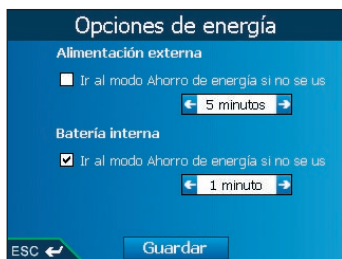 Opciones de energía
Alimentación externa
Ir al modo Ahorro de energía si no se us
5 minutos
Batería interna
Ir al modo Ahorro de energía si no se us
1 minuto
ESC
Guardar